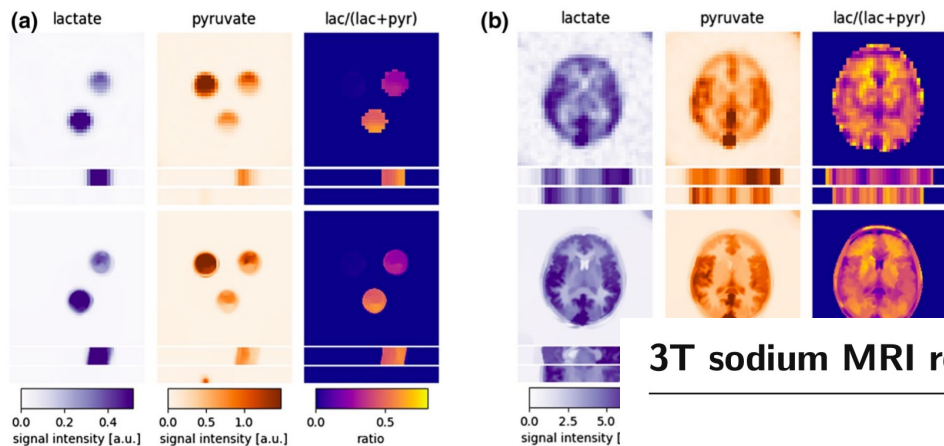 (a) lactate pyruvate lac/(lac+pyr)
(b) lactate pyruvate lac/(lac+pyr)
3T sodium MRI r
0.0 0.2 0.4
signal intensity [a.u.]
0.0 0.5 1.0
signal intensity [a.u.]
0.0 0.5
ratio
0.0 2.5 5.0
signal intensity [